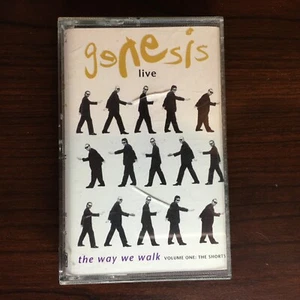 genesis
live
the way we walk VOLUME ONE: THE SHORTS